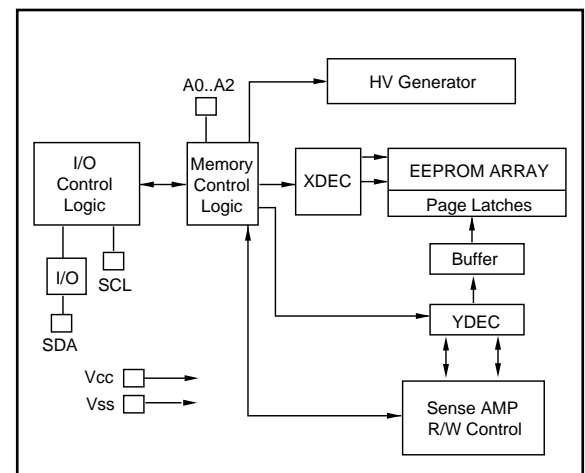 A0..A2
HV Generator
I/O
Control
Logic
Memory
Control
Logic
XDEC
EEPROM ARRAY
Page Latches
Buffer
I/O
SCL
SDA
YDEC
Vcc
Vss
Sense AMP
R/W Control